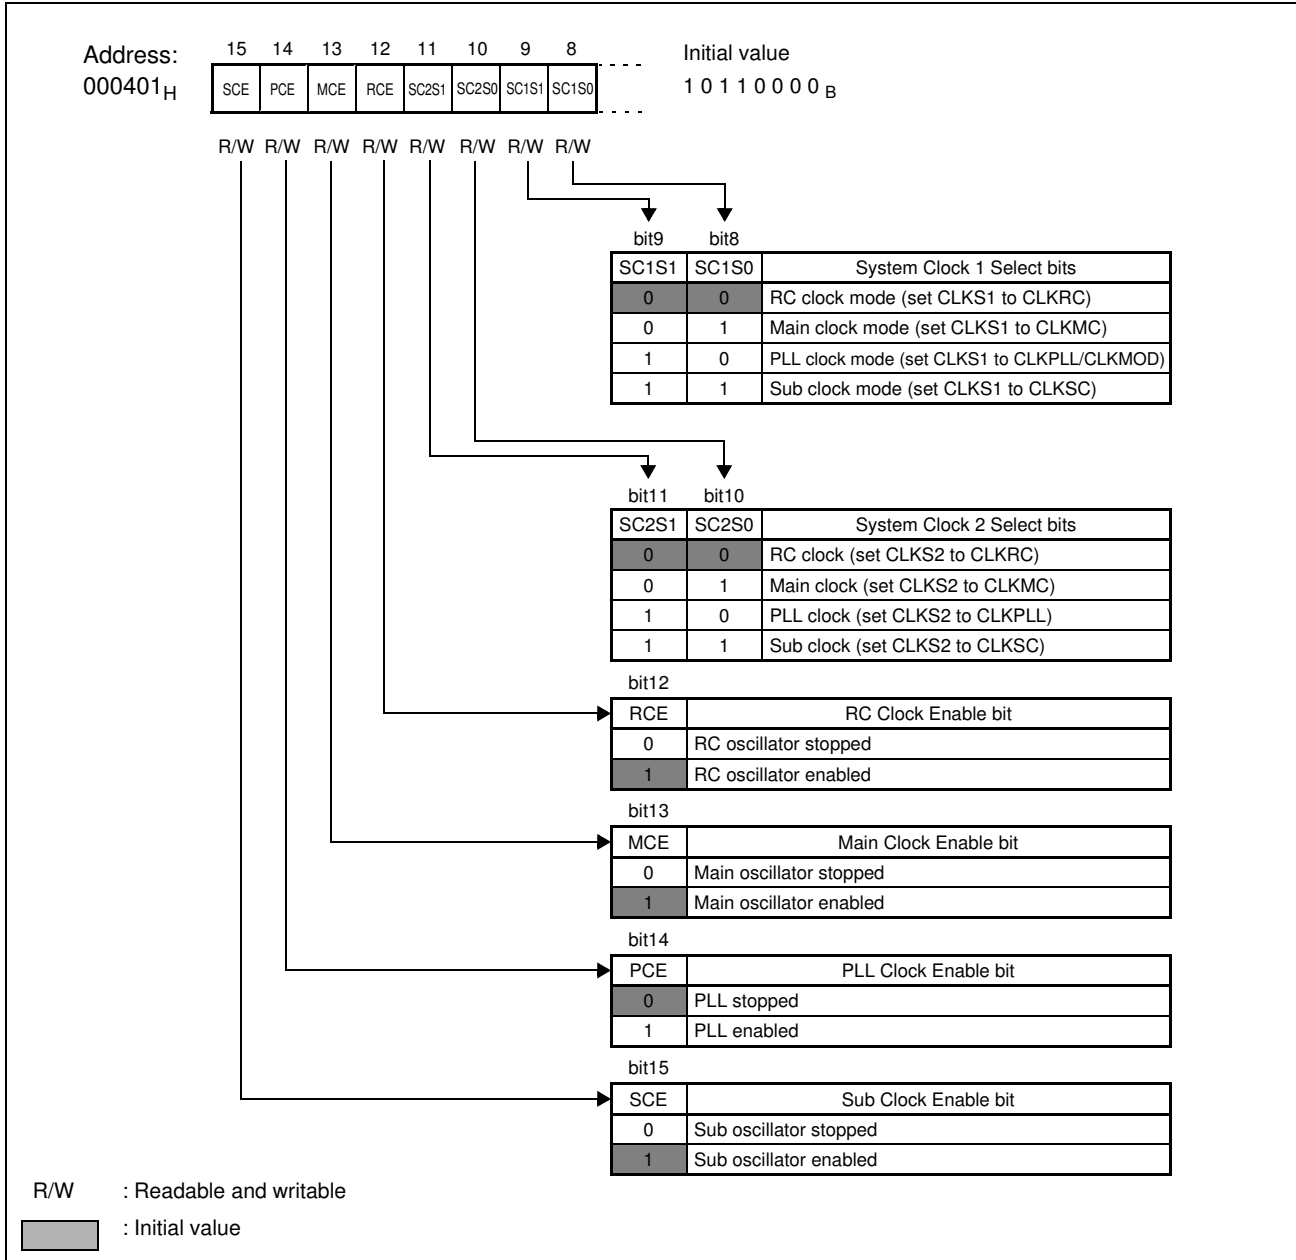 15 14 13 12 11 10 9 8
Address:
000401H
SCE PCE MCE RCE SC2S1 SC2S0 SC1S1 SC1S0
Initial value
1 0 1 1 0 0 0 0 B
R/W R/W R/W R/W R/W R/W R/W R/W
bit9 bit8
SC1S1 SC1S0 System Clock 1 Select bits
0 0 RC clock mode (set CLKS1 to CLKRC)
0 1 Main clock mode (set CLKS1 to CLKMC)
1 0 PLL clock mode (set CLKS1 to CLKPLL/CLKMOD)
1 1 Sub clock mode (set CLKS1 to CLKSC)
bit11 bit10
SC2S1 SC2S0 System Clock 2 Select bits
0 0 RC clock (set CLKS2 to CLKRC)
0 1 Main clock (set CLKS2 to CLKMC)
1 0 PLL clock (set CLKS2 to CLKPLL)
1 1 Sub clock (set CLKS2 to CLKSC)
bit12
RCE RC Clock Enable bit
0 RC oscillator stopped
1 RC oscillator enabled
bit13
MCE Main Clock Enable bit
0 Main oscillator stopped
1 Main oscillator enabled
bit14
PCE PLL Clock Enable bit
0 PLL stopped
1 PLL enabled
bit15
SCE Sub Clock Enable bit
0 Sub oscillator stopped
1 Sub oscillator enabled
R/W : Readable and writable
: Initial value